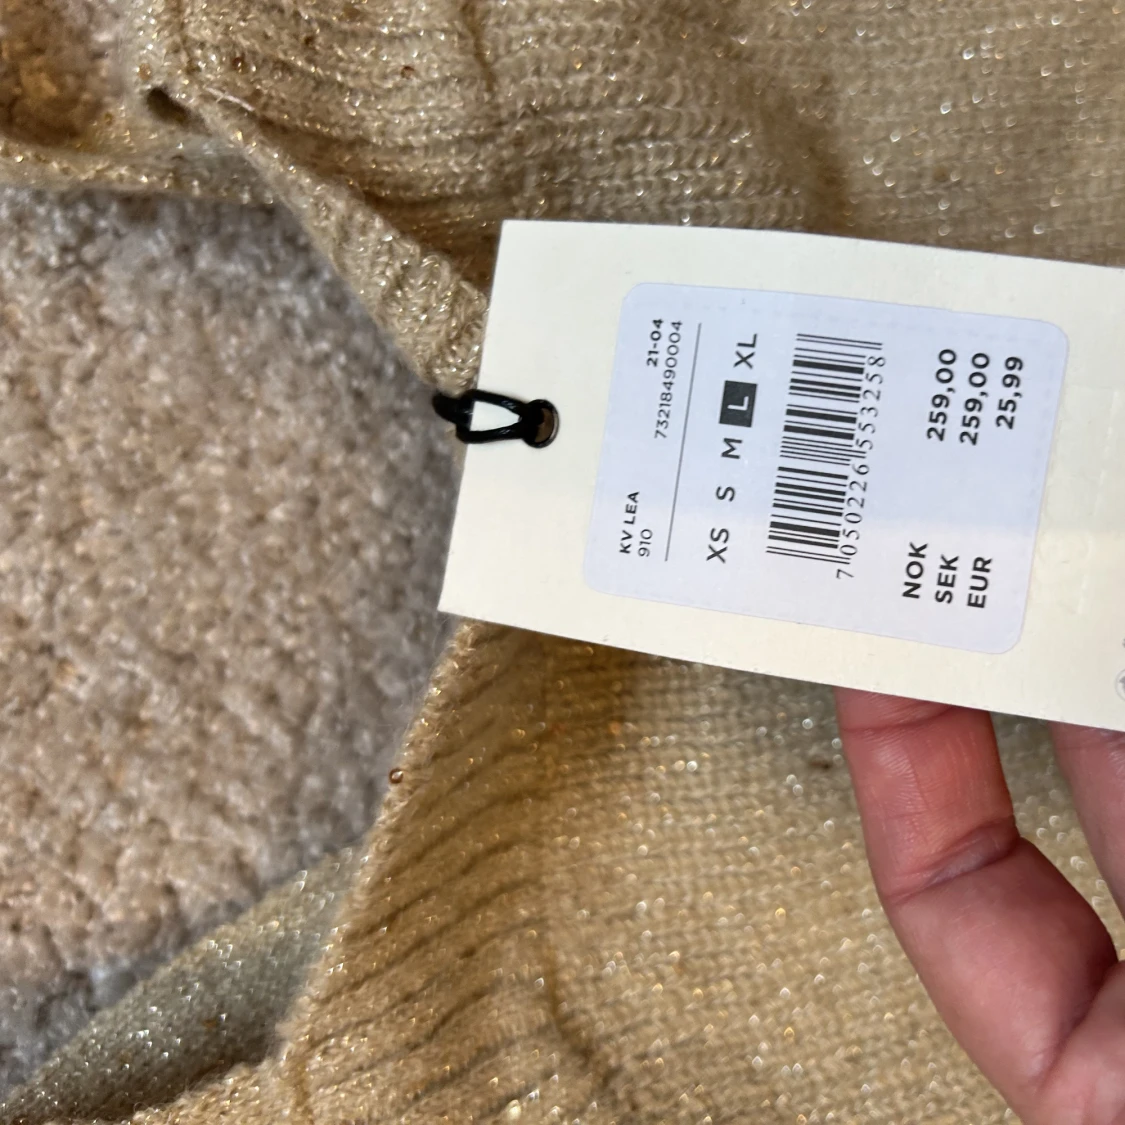 KV LEA 21-04
910 73218490004
XS S M L XL
7 050226 553258
NOK 259,00
SEK 259,00
EUR 25,99